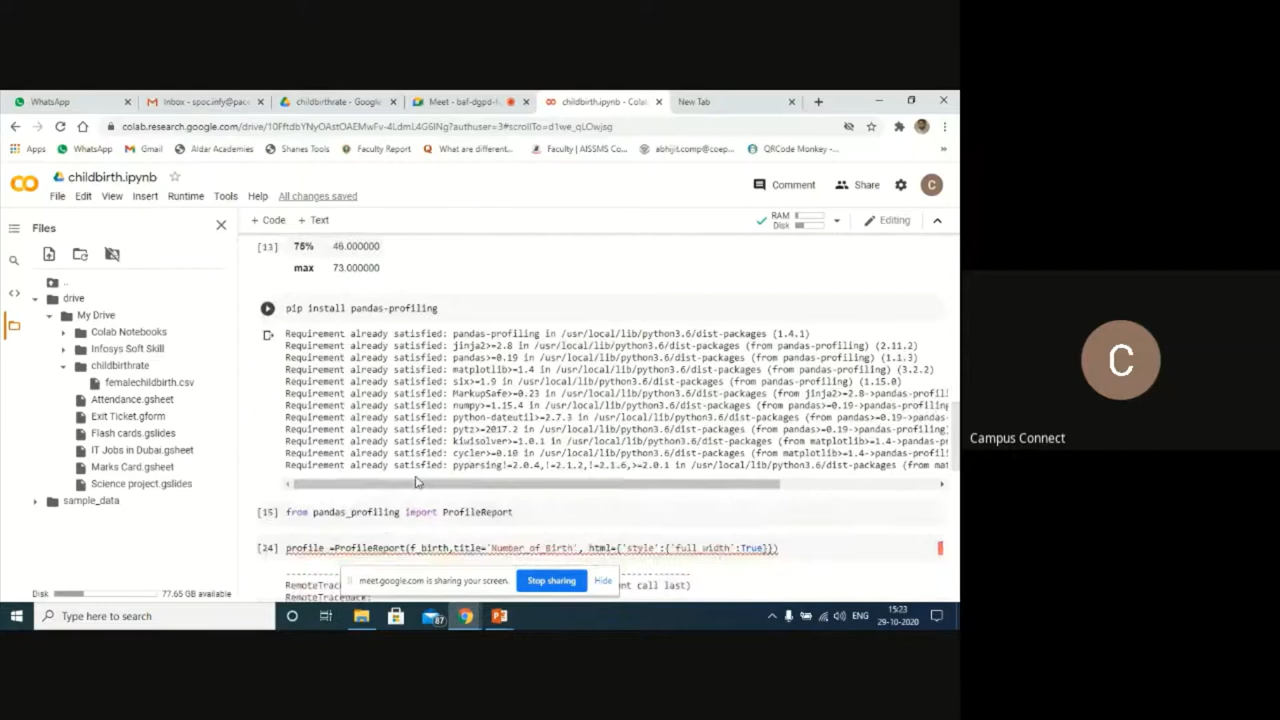 WhatsApp
Inbox - spoc.infy@pac
childbirthrate - Google
Meet - baf-dgpd-f
childbirth.ipynb - Cola
New Tab
colab.research.google.com/drive/10FftdbYNyOAstOAEMwFv-4LdmL4G6INg?authuser=3#scrollTo=d1we_qLOwjsg
Apps
WhatsApp
Gmail
Aldar Academies
Shanes Tools
Faculty Report
What are different...
Faculty | AISSMS Co...
abhijit.comp@coep...
QRCode Monkey -...
»
CO
childbirth.ipynb
File Edit View Insert Runtime Tools Help All changes saved
Comment
Share
C
Files
+ Code + Text
RAM
Disk
Editing
..
drive
My Drive
Colab Notebooks
Infosys Soft Skill
childbirthrate
femalechildbirth.csv
Attendance.gsheet
Exit Ticket.gform
Flash cards.gslides
IT Jobs in Dubai.gsheet
Marks Card.gsheet
Science project.gslides
sample_data
Disk 77.65 GB available
[13] 75% 46.000000
max 73.000000
pip install pandas-profiling
Requirement already satisfied: pandas-profiling in /usr/local/lib/python3.6/dist-packages (1.4.1)
Requirement already satisfied: jinja2>=2.8 in /usr/local/lib/python3.6/dist-packages (from pandas-profiling) (2.11.2)
Requirement already satisfied: pandas>=0.19 in /usr/local/lib/python3.6/dist-packages (from pandas-profiling) (1.1.3)
Requirement already satisfied: matplotlib>=1.4 in /usr/local/lib/python3.6/dist-packages (from pandas-profiling) (3.2.2)
Requirement already satisfied: six>=1.9 in /usr/local/lib/python3.6/dist-packages (from pandas-profiling) (1.15.0)
Requirement already satisfied: MarkupSafe>=0.23 in /usr/local/lib/python3.6/dist-packages (from jinja2>=2.8->pandas-profil
Requirement already satisfied: numpy>=1.15.4 in /usr/local/lib/python3.6/dist-packages (from pandas>=0.19->pandas-profiling
Requirement already satisfied: python-dateutil>=2.7.3 in /usr/local/lib/python3.6/dist-packages (from pandas>=0.19->pandas-
Requirement already satisfied: pytz>=2017.2 in /usr/local/lib/python3.6/dist-packages (from pandas>=0.19->pandas-profiling
Requirement already satisfied: kiwisolver>=1.0.1 in /usr/local/lib/python3.6/dist-packages (from matplotlib>=1.4->pandas-pr
Requirement already satisfied: cycler>=0.10 in /usr/local/lib/python3.6/dist-packages (from matplotlib>=1.4->pandas-profili
Requirement already satisfied: pyparsing!=2.0.4,!=2.1.2,!=2.1.6,>=2.0.1 in /usr/local/lib/python3.6/dist-packages (from mat
[15] from pandas_profiling import ProfileReport
[24] profile =ProfileReport(f_birth,title='Number of Birth', html={'style':{'full_width':True}})
meet.google.com is sharing your screen. Stop sharing Hide
call last)
Type here to search
87
ENG
15:23
29-10-2020
C
Campus Connect